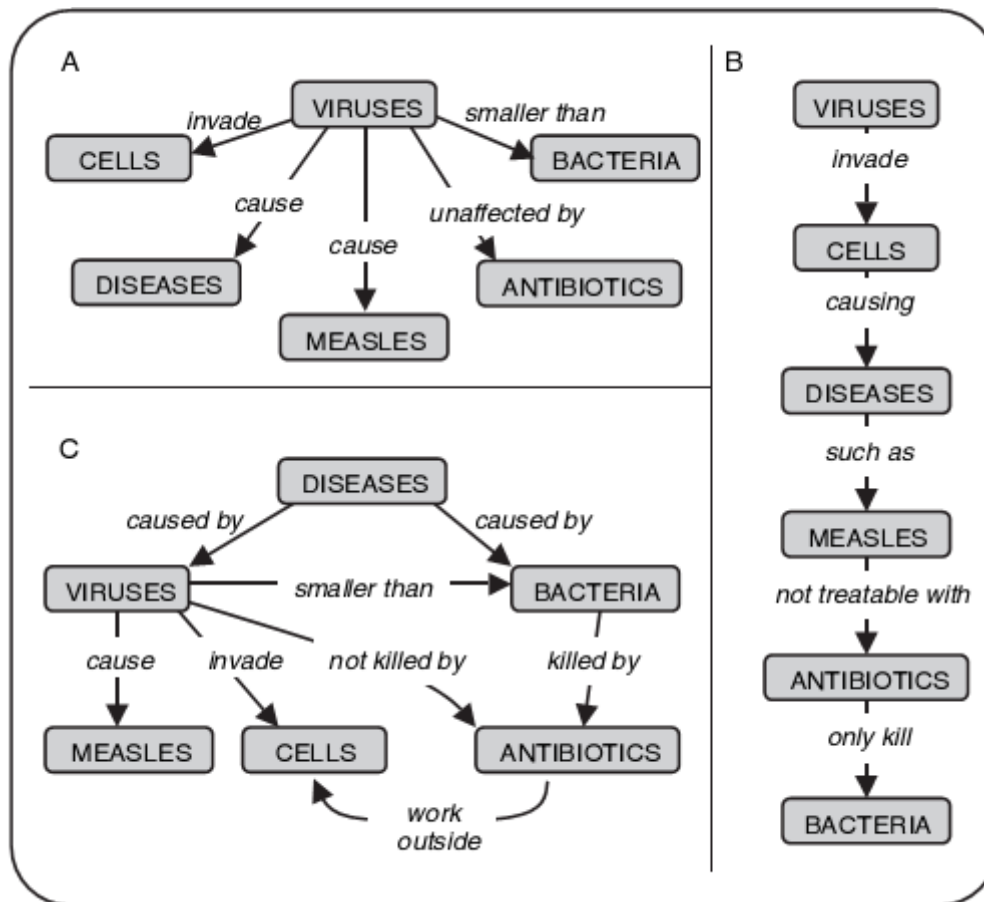 A
VIRUSES
invade
smaller than
CELLS
BACTERIA
cause
unaffected by
cause
DISEASES
ANTIBIOTICS
MEASLES
B
VIRUSES
invade
CELLS
causing
DISEASES
such as
MEASLES
not treatable with
ANTIBIOTICS
only kill
BACTERIA
C
DISEASES
caused by
caused by
VIRUSES
smaller than
BACTERIA
cause
invade
not killed by
killed by
MEASLES
CELLS
ANTIBIOTICS
work
outside